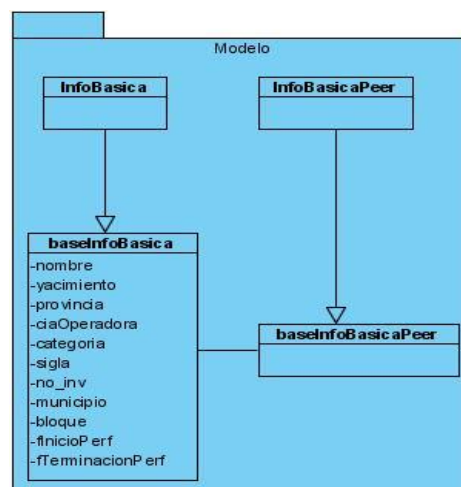 Modelo
InfoBasica
InfoBasicaPeer
baseInfoBasica
-nombre
-yacimiento
-provincia
-ciaOperadora
-categoria
-sigla
-no_inv
-municipio
-bloque
-fInicioPerf
-fTerminacionPerf
baseInfoBasicaPeer